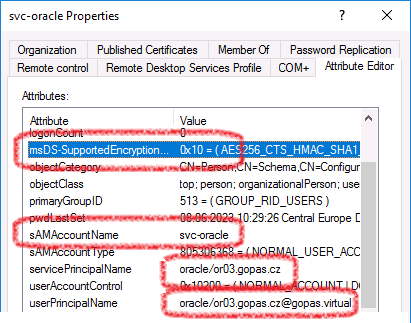 svc-oracle Properties
Organization Published Certificates Member Of Password Replication
Remote control Remote Desktop Services Profile COM+ Attribute Editor
Attributes:
Attribute Value
logonCount 0
msDS-SupportedEncryption... 0x10 = ( AES256_CTS_HMAC_SHA1_
objectCategory CN=Person,CN=Schema,CN=Configur
objectClass top; person; organizationalPerson; use
primaryGroupID 513 = ( GROUP_RID_USERS )
pwdLastSet 08.06.2023 10:29:26 Central Europe D
sAMAccountName svc-oracle
sAMAccountType 805306368 = ( NORMAL_USER_ACC
servicePrincipalName oracle/or03.gopas.cz
userAccountControl 0x10200 = ( NORMAL_ACCOUNT | D
userPrincipalName oracle/or03.gopas.cz@gopas.virtual